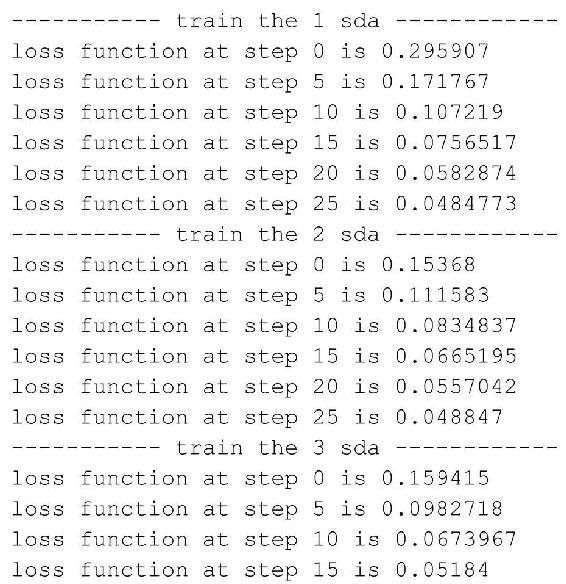 ----------- train the 1 sda ------------
loss function at step 0 is 0.295907
loss function at step 5 is 0.171767
loss function at step 10 is 0.107219
loss function at step 15 is 0.0756517
loss function at step 20 is 0.0582874
loss function at step 25 is 0.0484773
----------- train the 2 sda ------------
loss function at step 0 is 0.15368
loss function at step 5 is 0.111583
loss function at step 10 is 0.0834837
loss function at step 15 is 0.0665195
loss function at step 20 is 0.0557042
loss function at step 25 is 0.048847
----------- train the 3 sda ------------
loss function at step 0 is 0.159415
loss function at step 5 is 0.0982718
loss function at step 10 is 0.0673967
loss function at step 15 is 0.05184